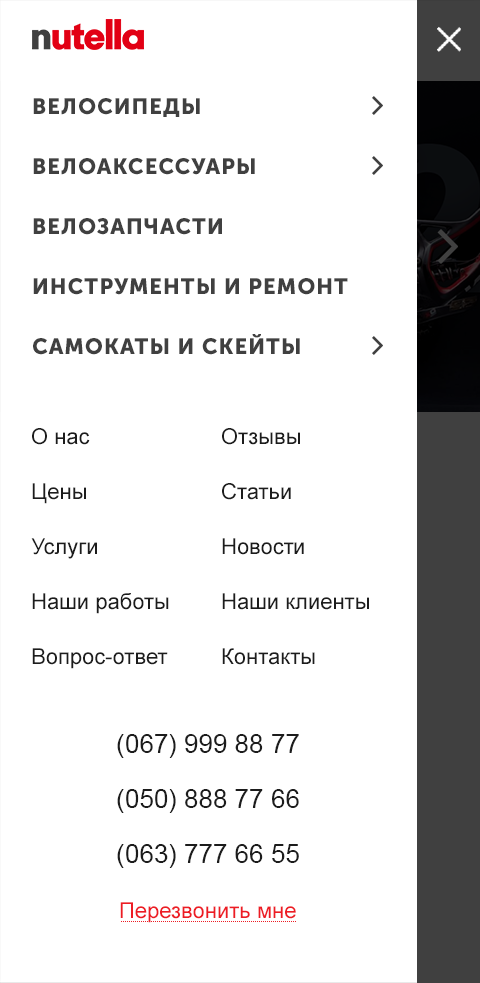 nutella
ВЕЛОСИПЕДЫ
ВЕЛОАКСЕССУАРЫ
ВЕЛОЗАПЧАСТИ
ИНСТРУМЕНТЫ И РЕМОНТ
САМОКАТЫ И СКЕЙТЫ
О нас Отзывы
Цены Статьи
Услуги Новости
Наши работы Наши клиенты
Вопрос-ответ Контакты
(067) 999 88 77
(050) 888 77 66
(063) 777 66 55
Перезвонить мне